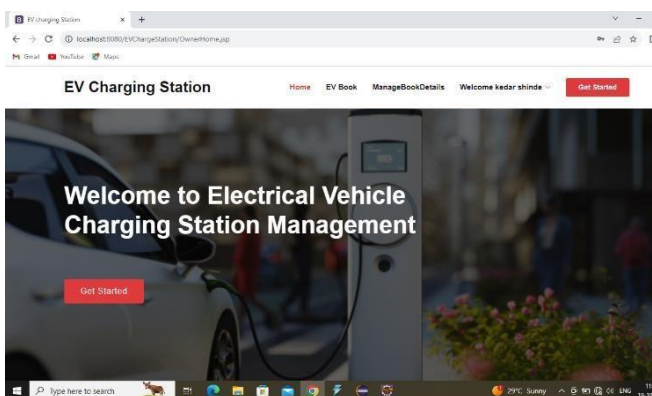 EV charging Station
localhost:8080/EVChargeStation/OwnerHome.jsp
Gmail YouTube Maps
EV Charging Station Home EV Book ManageBookDetails Welcome kedar shinde Get Started
Welcome to Electrical Vehicle
Charging Station Management
Get Started
Type here to search 29°C Sunny ENG